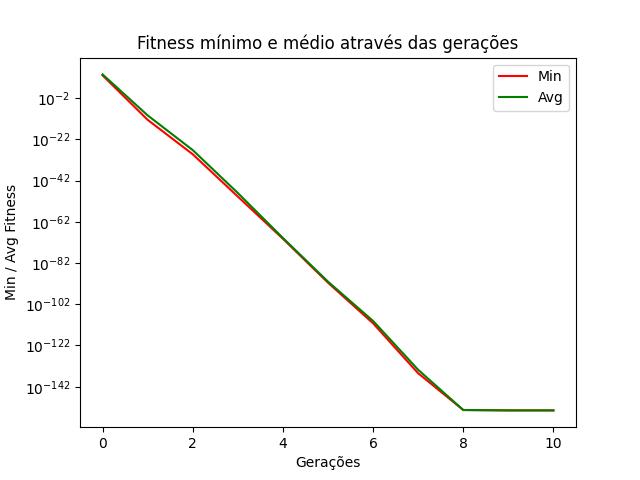 Fitness mínimo e médio através das gerações
Min
Avg
Min / Avg Fitness
10⁻²
10⁻²²
10⁻⁴²
10⁻⁶²
10⁻⁸²
10⁻¹⁰²
10⁻¹²²
10⁻¹⁴²
0 2 4 6 8 10
Gerações